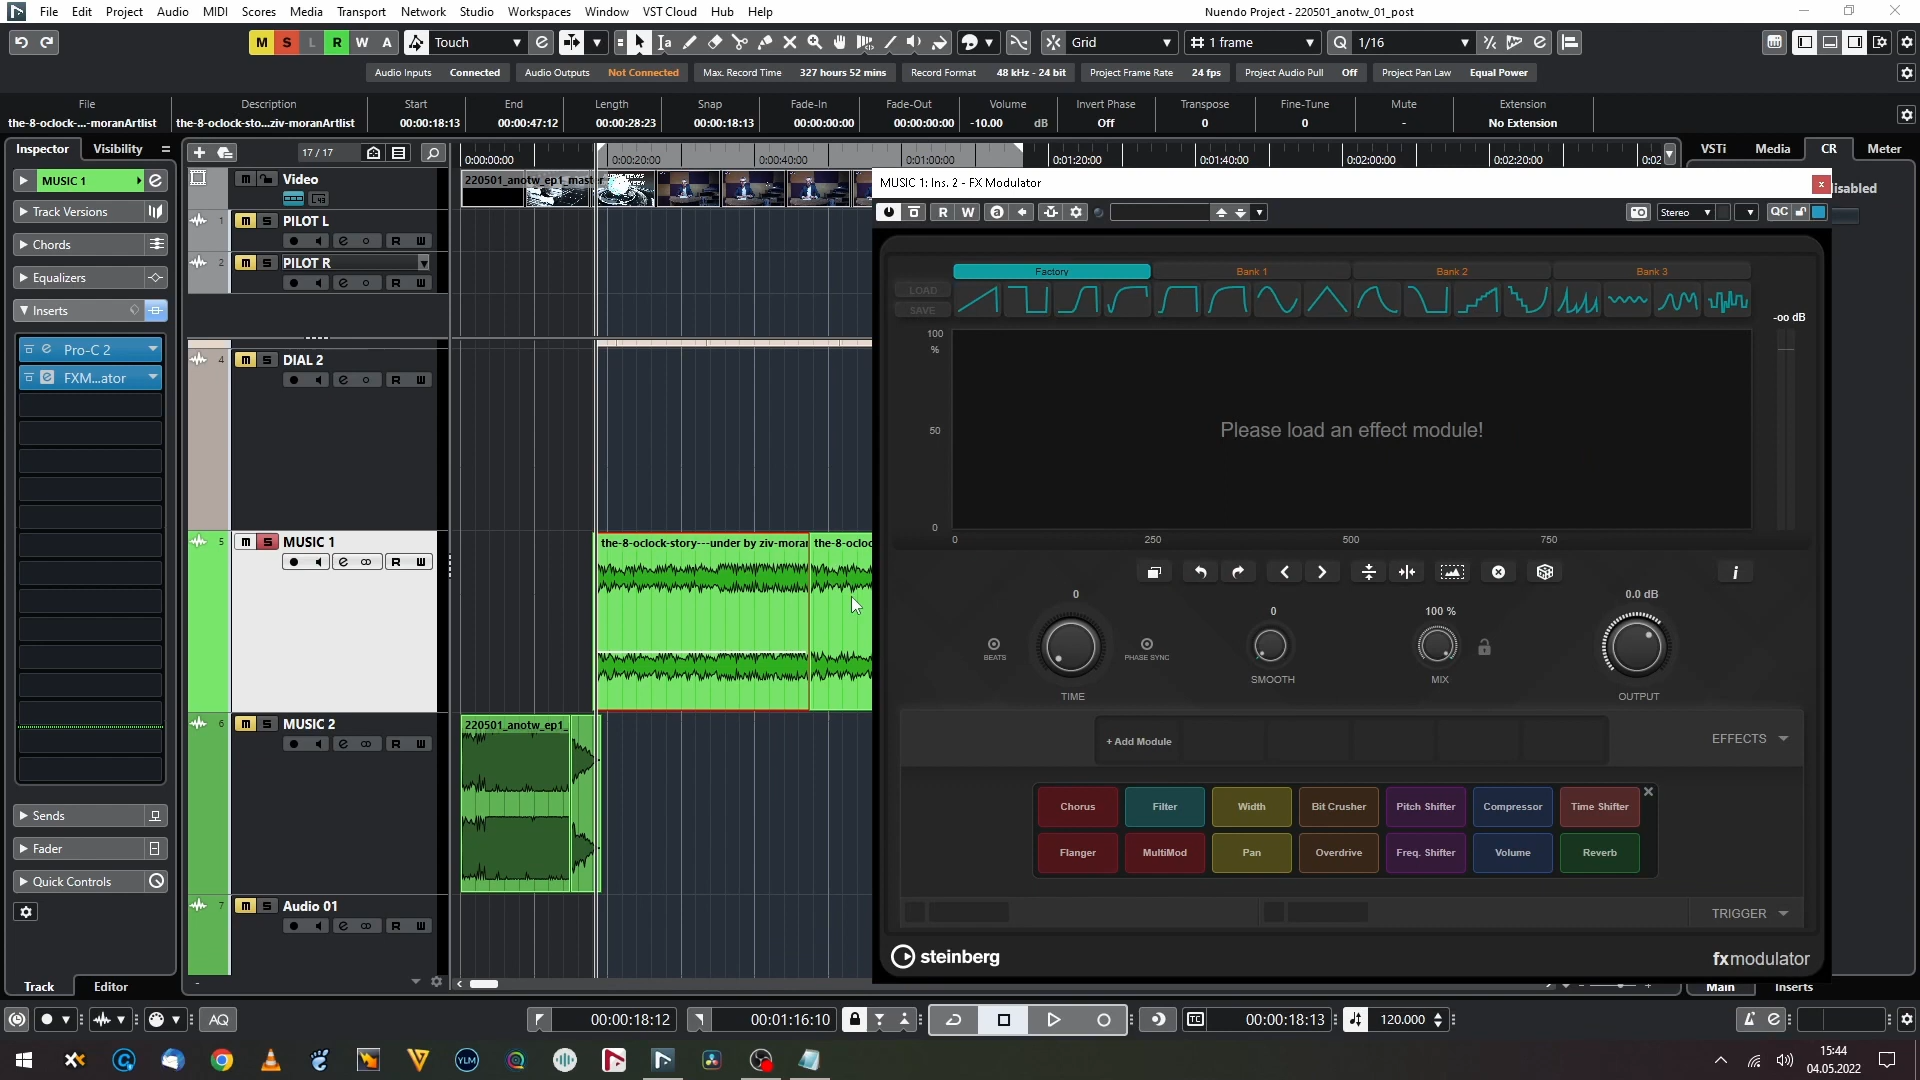 File Edit Project Audio MIDI Scores Media Transport Network Studio Workspaces Window VST Cloud Hub Help
Nuendo Project - 220501_anotw_01_post
M S L R W A Touch Grid 1 frame Q 1/16
Audio Inputs Connected Audio Outputs Not Connected Max. Record Time 327 hours 52 mins Record Format 48 kHz - 24 bit Project Frame Rate 24 fps Project Audio Pull Off Project Pan Law Equal Power
File Description Start End Length Snap Fade-In Fade-Out Volume Invert Phase Transpose Fine-Tune Mute Extension
the-8-oclock-...-moranArtlist the-8-oclock-sto...ziv-moranArtlist 00:00:18:13 00:00:47:12 00:00:28:23 00:00:18:13 00:00:00:00 00:00:00:00 -10.00 dB Off 0 0 - No Extension
Inspector Visibility
17 / 17
0:00:00:00 0:00:20:00 0:00:40:00 0:01:00:00 0:01:20:00 0:01:40:00 0:02:00:00 0:02:20:00 0:02
VSTi Media CR Meter
MUSIC 1
Track Versions
Chords
Equalizers
Inserts
Pro-C 2
FXM...ator
Sends
Fader
Quick Controls
Track Editor
Video
220501_anotw_ep1_master
1 m S PILOT L
R W
2 m S PILOT R
R W
4 m S DIAL 2
R W
5 m S MUSIC 1
R W
the-8-oclock-story---under by ziv-moran
the-8-oclo
6 m S MUSIC 2
R W
220501_anotw_ep1_
7 m S Audio 01
R W
MUSIC 1: Ins. 2 - FX Modulator
isabled
R W a Stereo QC
Factory Bank 1 Bank 2 Bank 3
LOAD
SAVE
-oo dB
100
%
50
0
Please load an effect module!
0 250 500 750
i
0 0 100 % 0.0 dB
BEATS PHASE SYNC
TIME SMOOTH MIX OUTPUT
+ Add Module
EFFECTS
Chorus Filter Width Bit Crusher Pitch Shifter Compressor Time Shifter
Flanger MultiMod Pan Overdrive Freq. Shifter Volume Reverb
TRIGGER
steinberg
fxmodulator
Main Inserts
AQ 00:00:18:12 00:01:16:10 TC 00:00:18:13 120.000
YLM
15:44
04.05.2022